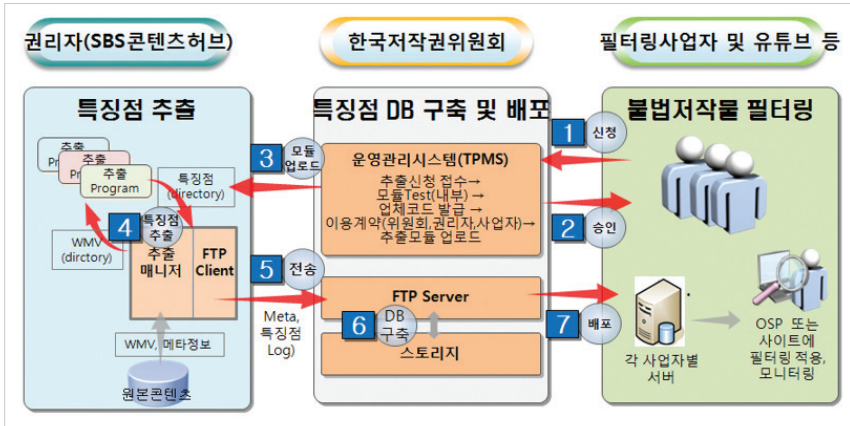 권리자(SBS콘텐츠허브)
한국저작권위원회
필터링사업자 및 유튜브 등
특징점 추출
특징점 DB 구축 및 배포
불법저작물 필터링
추출
Pr
추출
Pr
추출
Program
특징점
(directory)
3
모듈
업로드
4
특징점
추출
WMV
(dirctory)
추출
매니저
FTP
Client
WMV, 메타정보
원본콘텐츠
5
전송
Meta,
특징점
Log)
운영관리시스템(TPMS)
추출신청 접수→
모듈Test(내부) →
업체코드 발급 →
이용계약(위원회,권리자,사업자)→
추출모듈 업로드
FTP Server
6
DB
구축
스토리지
1
신청
2
승인
7
배포
각 사업자별
서버
OSP 또는
사이트에
필터링 적용,
모니터링